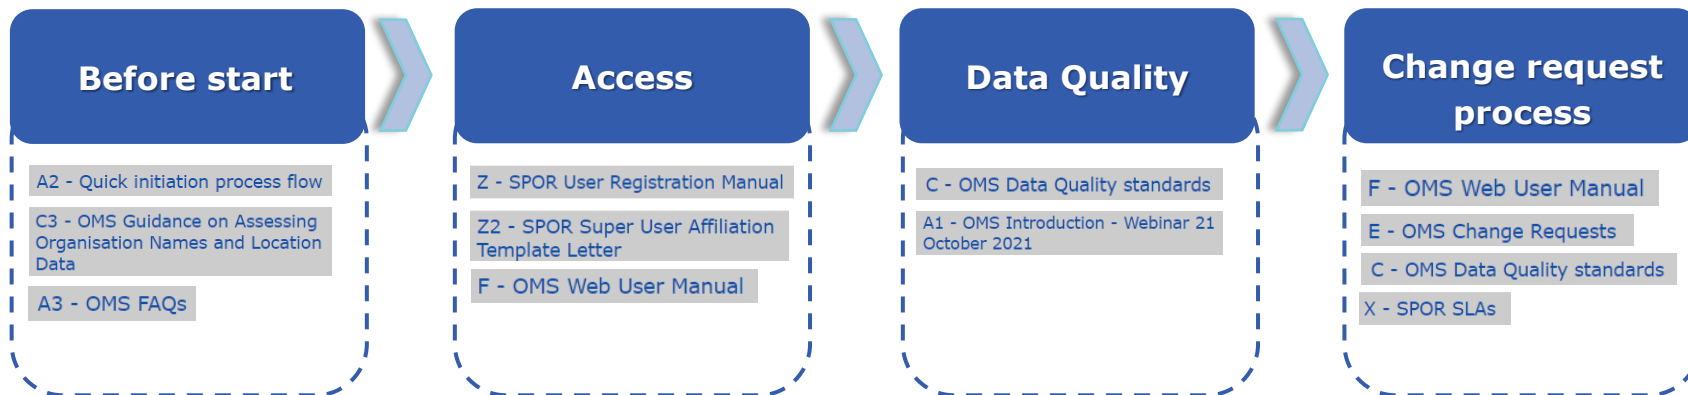 Before start
A2 - Quick initiation process flow
C3 - OMS Guidance on Assessing
Organisation Names and Location
Data
A3 - OMS FAQs
Access
Z - SPOR User Registration Manual
Z2 - SPOR Super User Affiliation
Template Letter
F - OMS Web User Manual
Data Quality
C - OMS Data Quality standards
A1 - OMS Introduction - Webinar 21
October 2021
Change request
process
F - OMS Web User Manual
E - OMS Change Requests
C - OMS Data Quality standards
X - SPOR SLAs